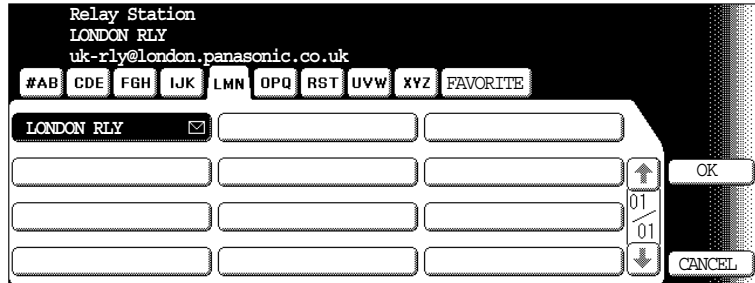 Relay Station
LONDON RLY
uk-rly@london.panasonic.co.uk
#AB CDE FGH IJK LMN OPQ RST UVW XYZ FAVORITE
LONDON RLY
OK
01
01
CANCEL